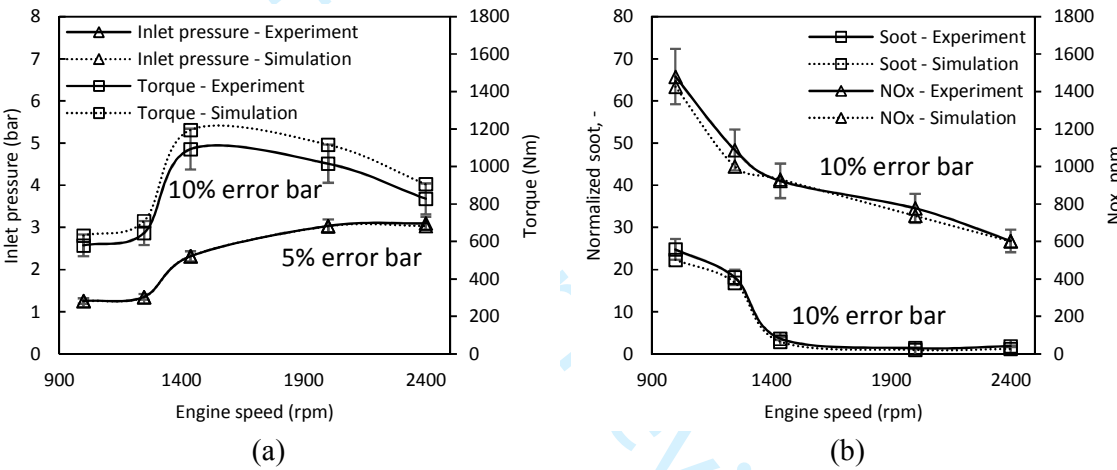 8
7
6
5
4
3
2
1
0
Inlet pressure (bar)
Inlet pressure - Experiment
Inlet pressure - Simulation
Torque - Experiment
Torque - Simulation
10% error bar
5% error bar
1800
1600
1400
1200
1000
800
600
400
200
0
Torque (Nm)
900 1400 1900 2400
Engine speed (rpm)
(a)
80
70
60
50
40
30
20
10
0
Normalized soot, -
Soot - Experiment
Soot - Simulation
NOx - Experiment
NOx - Simulation
10% error bar
10% error bar
1800
1600
1400
1200
1000
800
600
400
200
0
Nox, ppm
900 1400 1900 2400
Engine speed (rpm)
(b)